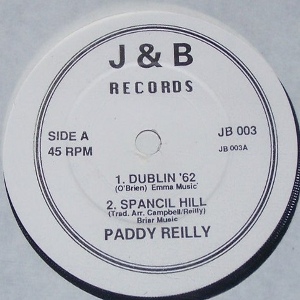 J & B
RECORDS
SIDE A
45 RPM
JB 003
JB 003A
1. DUBLIN '62
(O'Brien) Emma Music
2. SPANCIL HILL
(Trad. Arr. Campbell/Reilly)
Briar Music
PADDY REILLY